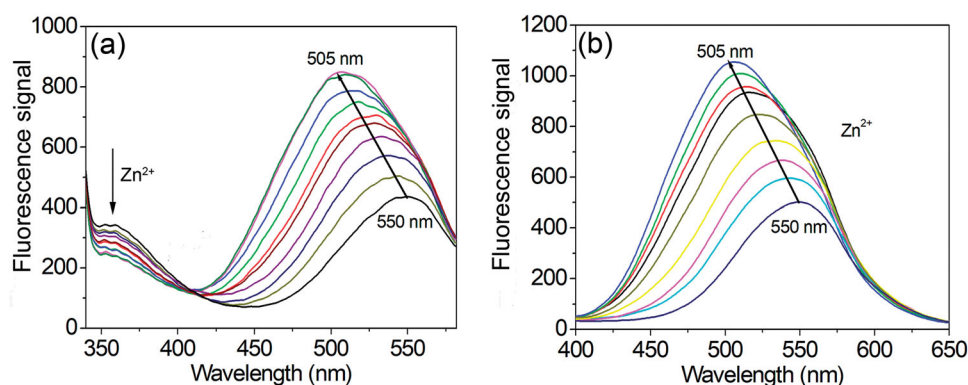 (a)
1000
800
600
400
200
0
Fluorescence signal
505 nm
Zn²⁺
550 nm
350 400 450 500 550
Wavelength (nm)
(b)
1200
1000
800
600
400
200
0
Fluorescence signal
505 nm
Zn²⁺
550 nm
400 450 500 550 600 650
Wavelength (nm)